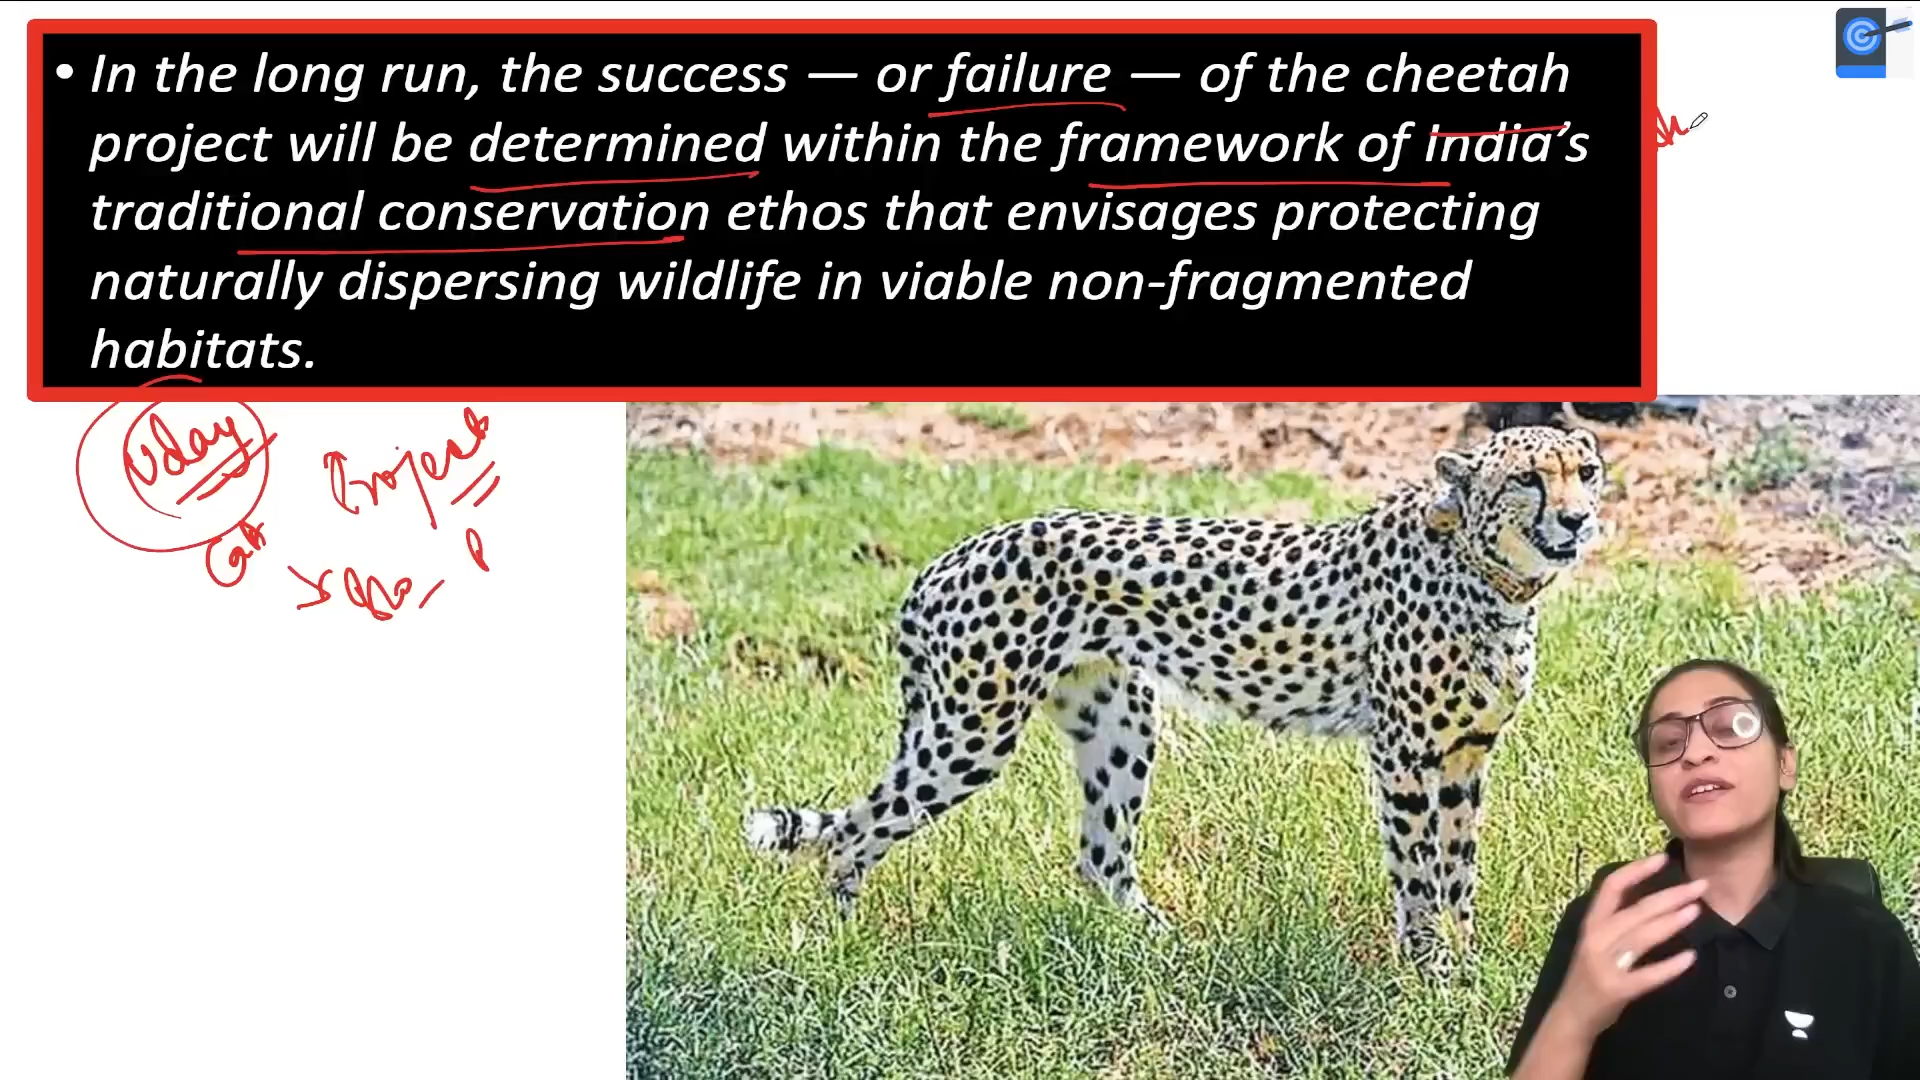 • In the long run, the success — or failure — of the cheetah
project will be determined within the framework of India’s
traditional conservation ethos that envisages protecting
naturally dispersing wildlife in viable non-fragmented
habitats.
Uday
Project